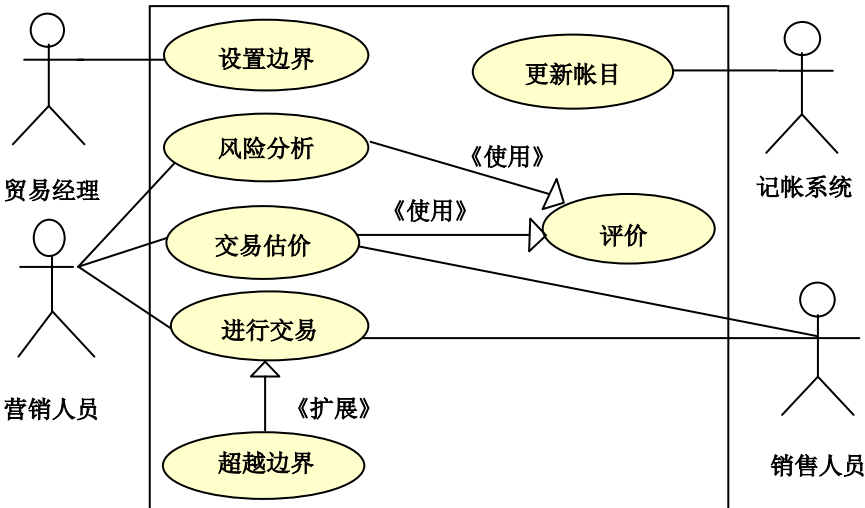 设置边界
更新帐目
风险分析
《使用》
贸易经理
记帐系统
《使用》
交易估价
评价
进行交易
营销人员
《扩展》
超越边界
销售人员